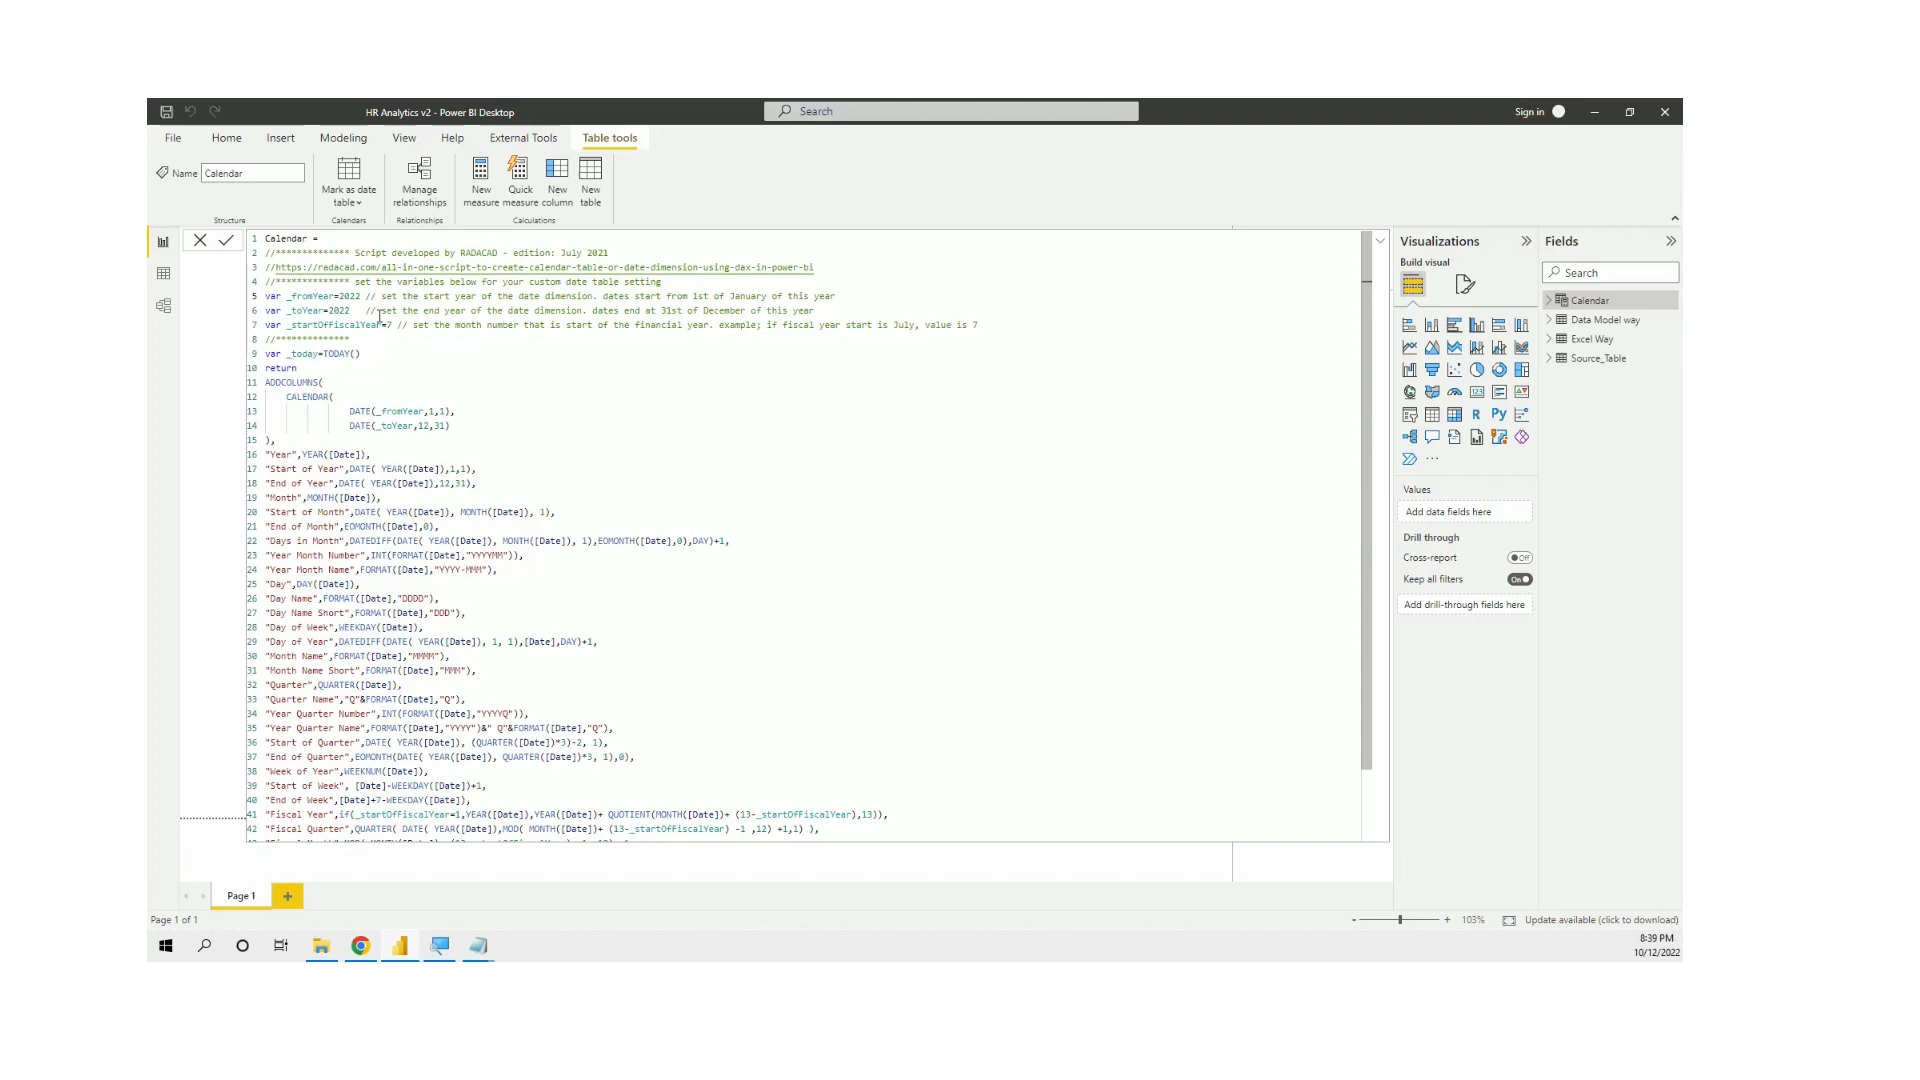 HR Analytics v2 - Power BI Desktop
Search
Sign in
File
Home
Insert
Modeling
View
Help
External Tools
Table tools
Name
Calendar
Mark as date table
Manage relationships
New measure
Quick measure
New column
New table
Structure
Calendars
Relationships
Calculations
1 Calendar =
2 //************** Script developed by RADACAD - edition: July 2021
3 //https://radacad.com/all-in-one-script-to-create-calendar-table-or-date-dimension-using-dax-in-power-bi
4 //************** set the variables below for your custom date table setting
5 var _fromYear=2022 // set the start year of the date dimension. dates start from 1st of January of this year
6 var _toYear=2022   // set the end year of the date dimension. dates end at 31st of December of this year
7 var _startOfFiscalYear=7 // set the month number that is start of the financial year. example; if fiscal year start is July, value is 7
8 //**************
9 var _today=TODAY()
10 return
11 ADDCOLUMNS(
12 CALENDAR(
13 DATE(_fromYear,1,1),
14 DATE(_toYear,12,31)
15 ),
16 "Year",YEAR([Date]),
17 "Start of Year",DATE( YEAR([Date]),1,1),
18 "End of Year",DATE( YEAR([Date]),12,31),
19 "Month",MONTH([Date]),
20 "Start of Month",DATE( YEAR([Date]), MONTH([Date]), 1),
21 "End of Month",EOMONTH([Date],0),
22 "Days in Month",DATEDIFF(DATE( YEAR([Date]), MONTH([Date]), 1),EOMONTH([Date],0),DAY)+1,
23 "Year Month Number",INT(FORMAT([Date],"YYYYMM")),
24 "Year Month Name",FORMAT([Date],"YYYY-MMM"),
25 "Day",DAY([Date]),
26 "Day Name",FORMAT([Date],"DDDD"),
27 "Day Name Short",FORMAT([Date],"DDD"),
28 "Day of Week",WEEKDAY([Date]),
29 "Day of Year",DATEDIFF(DATE( YEAR([Date]), 1, 1),[Date],DAY)+1,
30 "Month Name",FORMAT([Date],"MMMM"),
31 "Month Name Short",FORMAT([Date],"MMM"),
32 "Quarter",QUARTER([Date]),
33 "Quarter Name","Q"&FORMAT([Date],"Q"),
34 "Year Quarter Number",INT(FORMAT([Date],"YYYYQ")),
35 "Year Quarter Name",FORMAT([Date],"YYYY")&" Q"&FORMAT([Date],"Q"),
36 "Start of Quarter",DATE( YEAR([Date]), (QUARTER([Date])*3)-2, 1),
37 "End of Quarter",EOMONTH(DATE( YEAR([Date]), QUARTER([Date])*3, 1),0),
38 "Week of Year",WEEKNUM([Date]),
39 "Start of Week", [Date]-WEEKDAY([Date])+1,
40 "End of Week",[Date]+7-WEEKDAY([Date]),
41 "Fiscal Year",if(_startOfFiscalYear=1,YEAR([Date]),YEAR([Date])+ QUOTIENT(MONTH([Date])+ (13-_startOfFiscalYear),13)),
42 "Fiscal Quarter",QUARTER( DATE( YEAR([Date]),MOD( MONTH([Date])+ (13-_startOfFiscalYear) -1 ,12) +1,1) ),
Visualizations
Build visual
Values
Add data fields here
Drill through
Cross-report
Off
Keep all filters
On
Add drill-through fields here
Fields
Search
Calendar
Data Model way
Excel Way
Source_Table
Page 1
Page 1 of 1
103%
Update available (click to download)
8:39 PM
10/12/2022